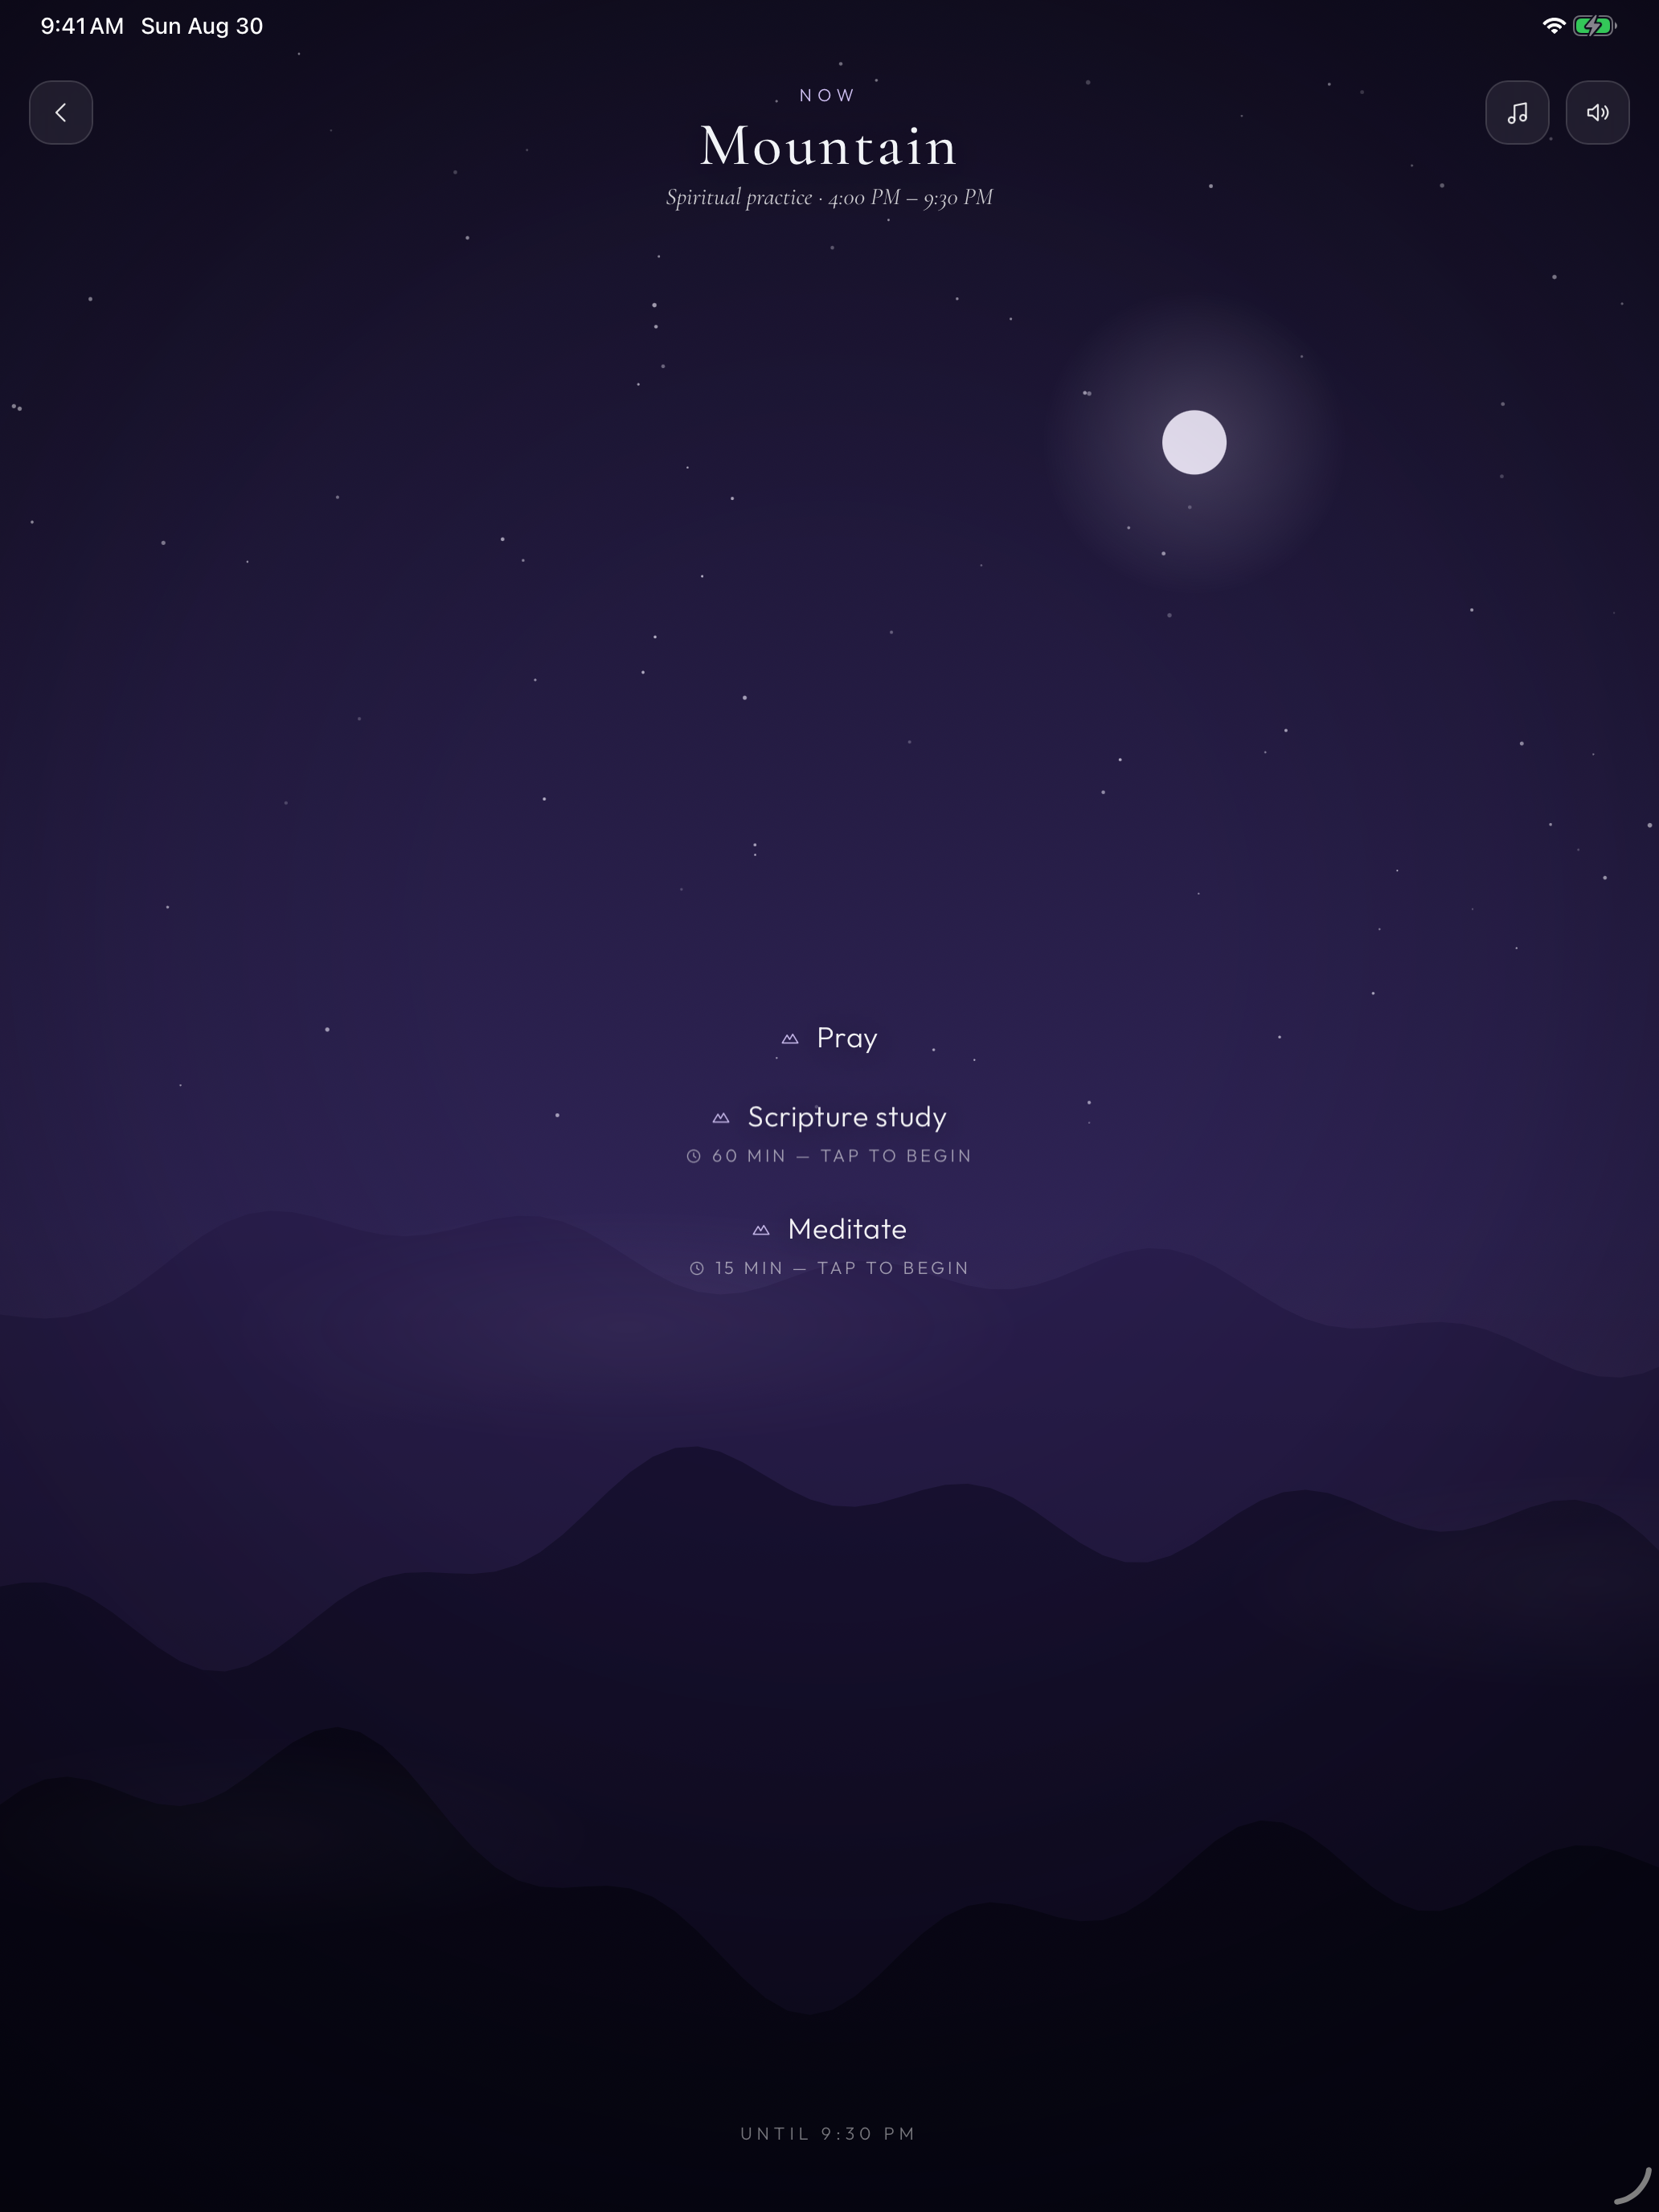 9:41 AM Sun Aug 30
NOW
Mountain
Spiritual practice · 4:00 PM – 9:30 PM
Pray
Scripture study
60 MIN — TAP TO BEGIN
Meditate
15 MIN — TAP TO BEGIN
UNTIL 9:30 PM